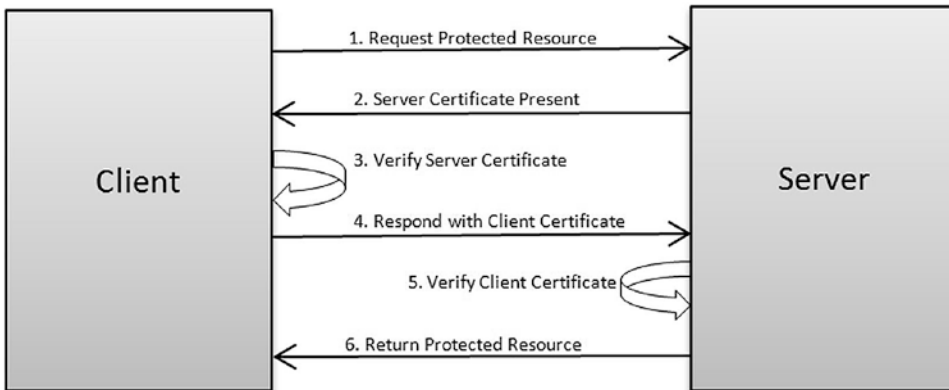 1. Request Protected Resource
2. Server Certificate Present
3. Verify Server Certificate
Client
Server
4. Respond with Client Certificate
5. Verify Client Certificate
6. Return Protected Resource